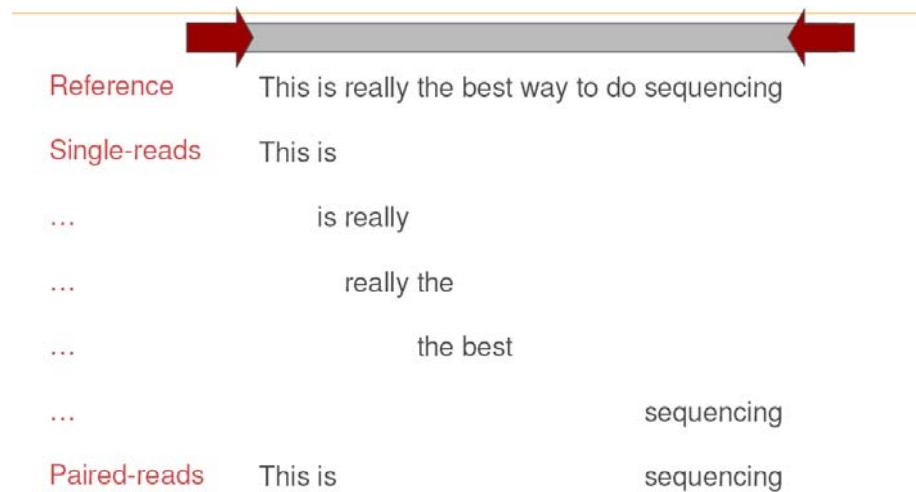 Reference This is really the best way to do sequencing
Single-reads This is
... is really
... really the
... the best
... sequencing
Paired-reads This is sequencing